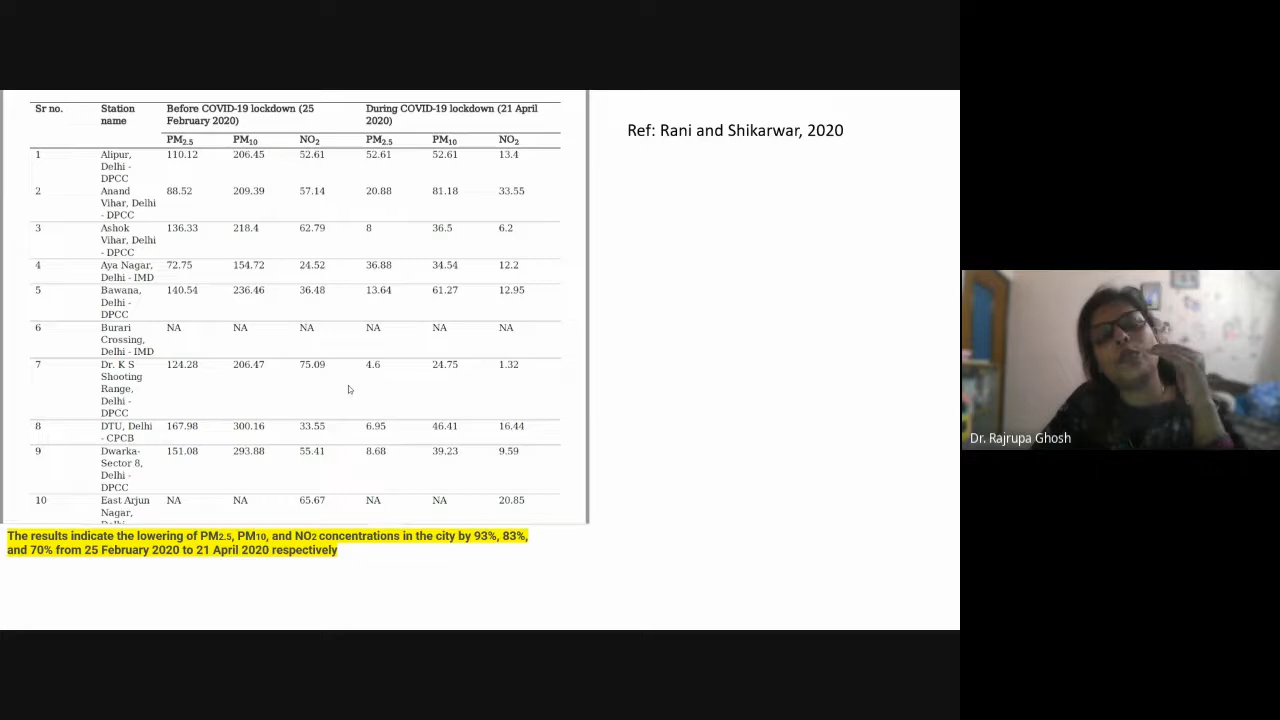 Sr no. Station Before COVID-19 lockdown (25 During COVID-19 lockdown (21 April
name February 2020) 2020)
PM2.5 PM10 NO2 PM2.5 PM10 NO2
1 Alipur, 110.12 206.45 52.61 52.61 52.61 13.4
Delhi -
DPCC
2 Anand 88.52 209.39 57.14 20.88 81.18 33.55
Vihar, Delhi
- DPCC
3 Ashok 136.33 218.4 62.79 8 36.5 6.2
Vihar, Delhi
- DPCC
4 Aya Nagar, 72.75 154.72 24.52 36.88 34.54 12.2
Delhi - IMD
5 Bawana, 140.54 236.46 36.48 13.64 61.27 12.95
Delhi -
DPCC
6 Burari NA NA NA NA NA NA
Crossing,
Delhi - IMD
7 Dr. K S 124.28 206.47 75.09 4.6 24.75 1.32
Shooting
Range,
Delhi -
DPCC
8 DTU, Delhi 167.98 300.16 33.55 6.95 46.41 16.44
- CPCB
9 Dwarka- 151.08 293.88 55.41 8.68 39.23 9.59
Sector 8,
Delhi -
DPCC
10 East Arjun NA NA 65.67 NA NA 20.85
Nagar,
The results indicate the lowering of PM2.5, PM10, and NO2 concentrations in the city by 93%, 83%,
and 70% from 25 February 2020 to 21 April 2020 respectively
Ref: Rani and Shikarwar, 2020
Dr. Rajrupa Ghosh